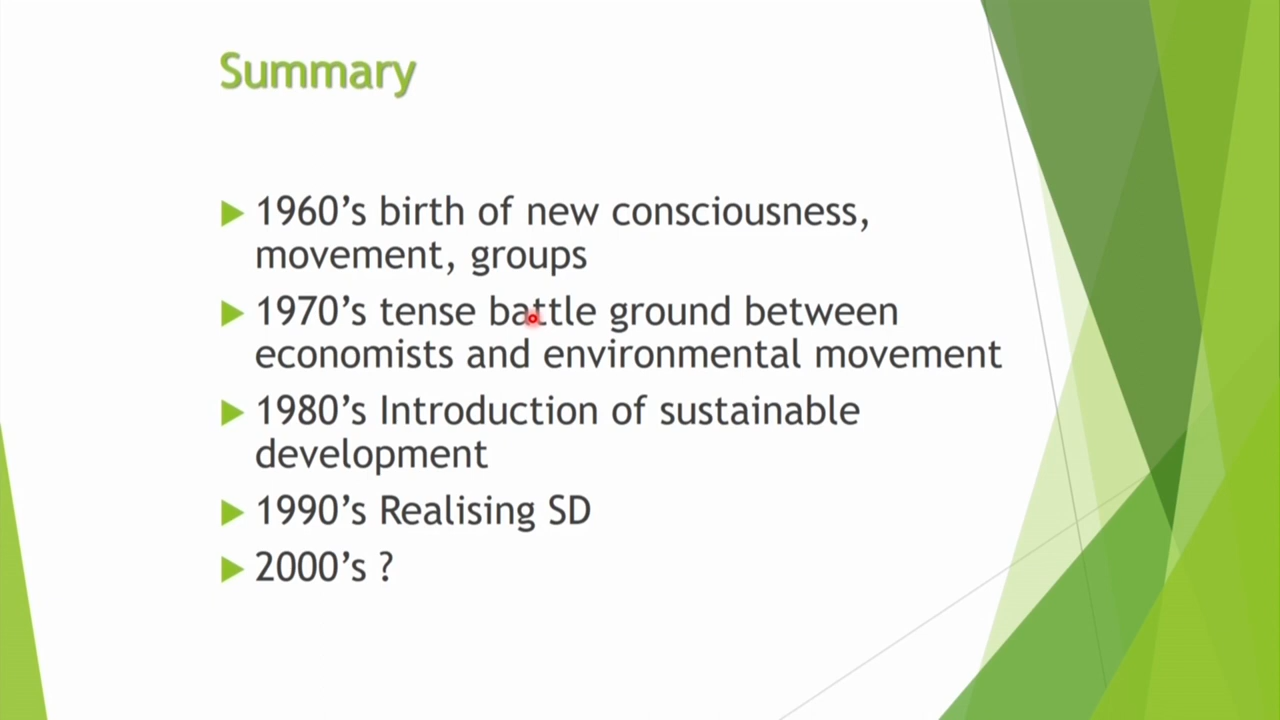 Summary
1960's birth of new consciousness,
movement, groups
1970's tense battle ground between
economists and environmental movement
1980's Introduction of sustainable
development
1990's Realising SD
2000's ?